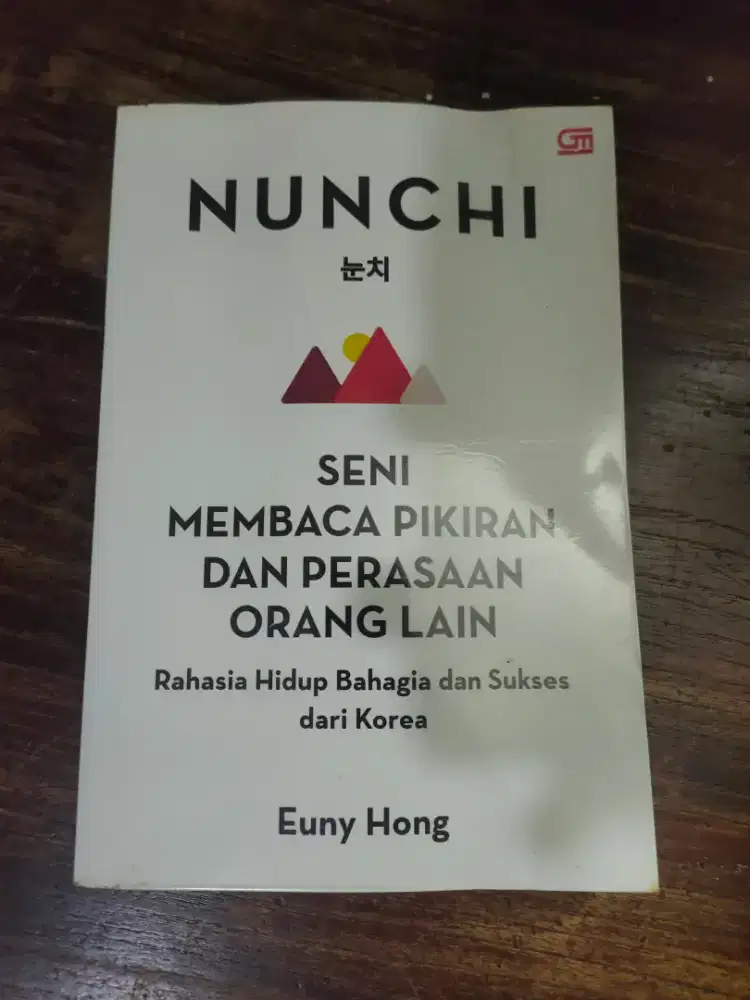 GM
NUNCHI
눈치
SENI
MEMBACA PIKIRAN
DAN PERASAAN
ORANG LAIN
Rahasia Hidup Bahagia dan Sukses
dari Korea
Euny Hong